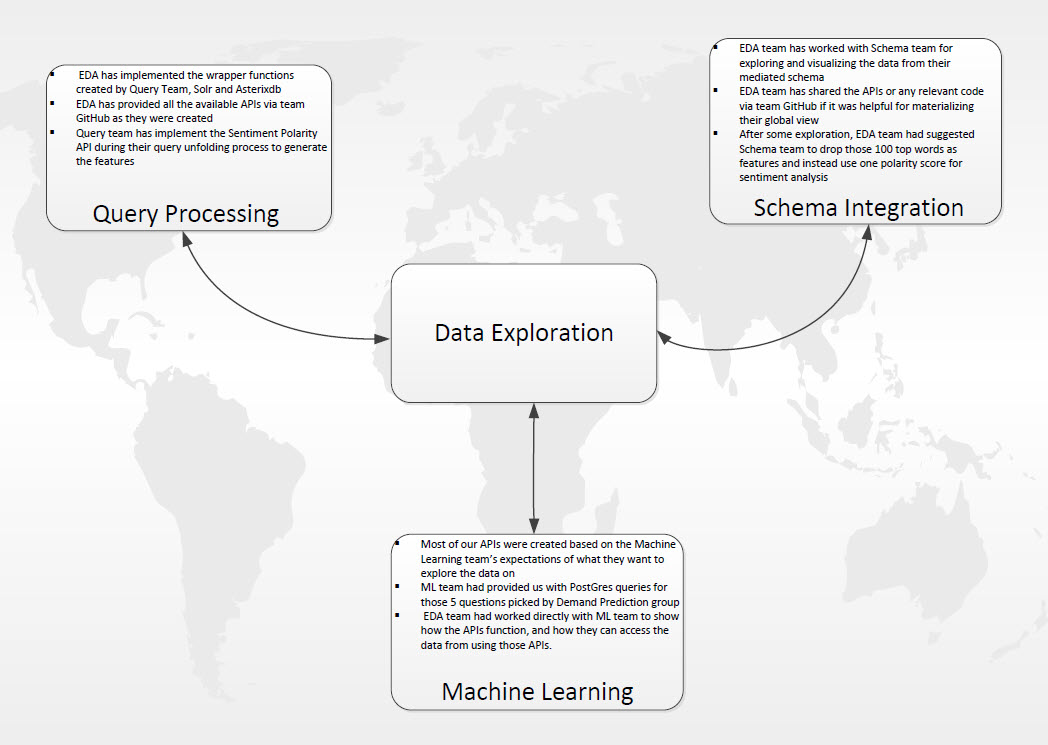 ▪ EDA has implemented the wrapper functions
created by Query Team, Solr and Asterixdb
▪ EDA has provided all the available APIs via team
GitHub as they were created
▪ Query team has implement the Sentiment Polarity
API during their query unfolding process to generate
the features
Query Processing
▪ EDA team has worked with Schema team for
exploring and visualizing the data from their
mediated schema
▪ EDA team has shared the APIs or any relevant code
via team GitHub if it was helpful for materializing
their global view
▪ After some exploration, EDA team had suggested
Schema team to drop those 100 top words as
features and instead use one polarity score for
sentiment analysis
Schema Integration
Data Exploration
▪ Most of our APIs were created based on the Machine
Learning team's expectations of what they want to
explore the data on
▪ ML team had provided us with PostGres queries for
those 5 questions picked by Demand Prediction group
▪ EDA team had worked directly with ML team to show
how the APIs function, and how they can access the
data from using those APIs.
Machine Learning